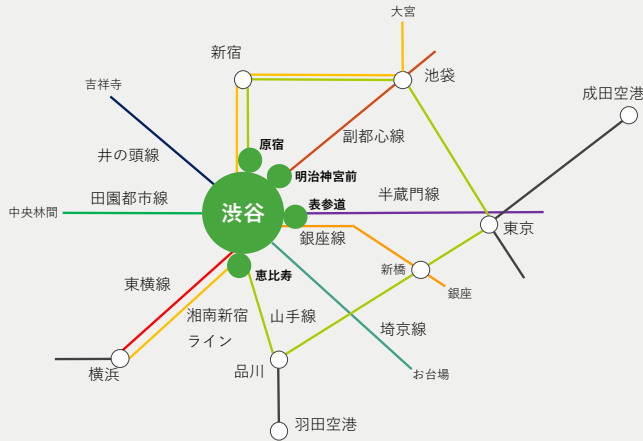 大宮
新宿
池袋
吉祥寺
成田空港
副都心線
原宿
井の頭線
明治神宮前
田園都市線
半蔵門線
中央林間
渋谷
表参道
東京
銀座線
新橋
恵比寿
東横線
銀座
湘南新宿
ライン
山手線
埼京線
横浜
品川
お台場
羽田空港